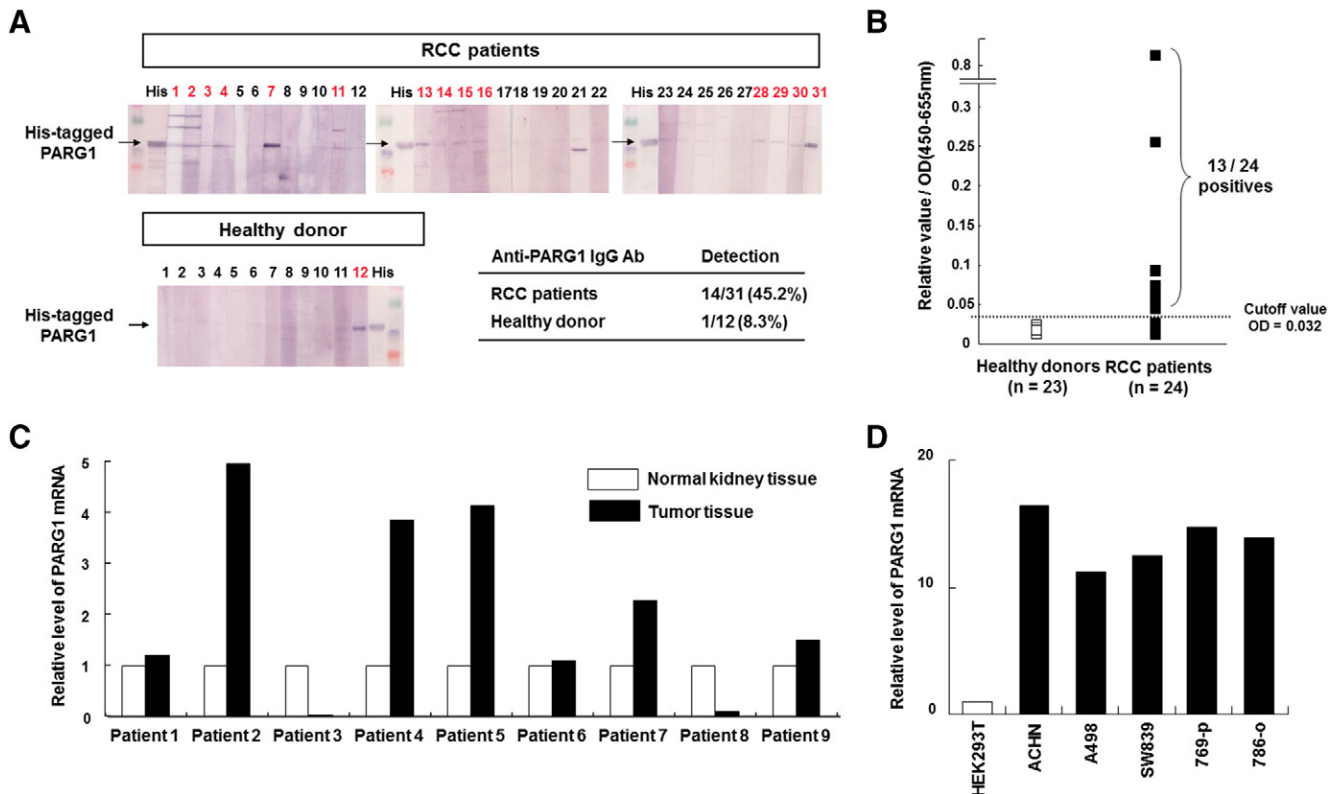 A
RCC patients
His 1 2 3 4 5 6 7 8 9 10 11 12
His 13 14 15 16 17 18 19 20 21 22
His 23 24 25 26 27 28 29 30 31
His-tagged
PARG1
Healthy donor
1 2 3 4 5 6 7 8 9 10 11 12 His
His-tagged
PARG1
Anti-PARG1 IgG Ab Detection
RCC patients 14/31 (45.2%)
Healthy donor 1/12 (8.3%)
B
Relative value / OD(450-655nm)
0.8
0.3
0.25
0.2
0.15
0.1
0.05
0
13 / 24
positives
Cutoff value
OD = 0.032
Healthy donors
(n = 23)
RCC patients
(n = 24)
C
Relative level of PARG1 mRNA
5
4
3
2
1
0
Normal kidney tissue
Tumor tissue
Patient 1 Patient 2 Patient 3 Patient 4 Patient 5 Patient 6 Patient 7 Patient 8 Patient 9
D
Relative level of PARG1 mRNA
20
10
0
HEK293T
ACHN
A498
SW839
769-p
786-o